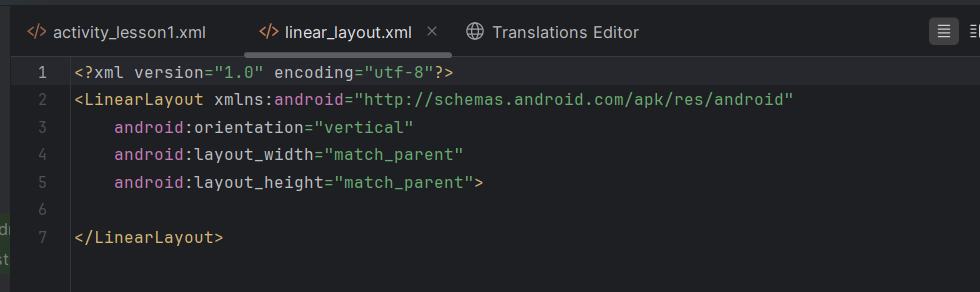 activity_lesson1.xml linear_layout.xml Translations Editor
1 <?xml version="1.0" encoding="utf-8"?>
2 <LinearLayout xmlns:android="http://schemas.android.com/apk/res/android"
3     android:orientation="vertical"
4     android:layout_width="match_parent"
5     android:layout_height="match_parent">
6
7 </LinearLayout>